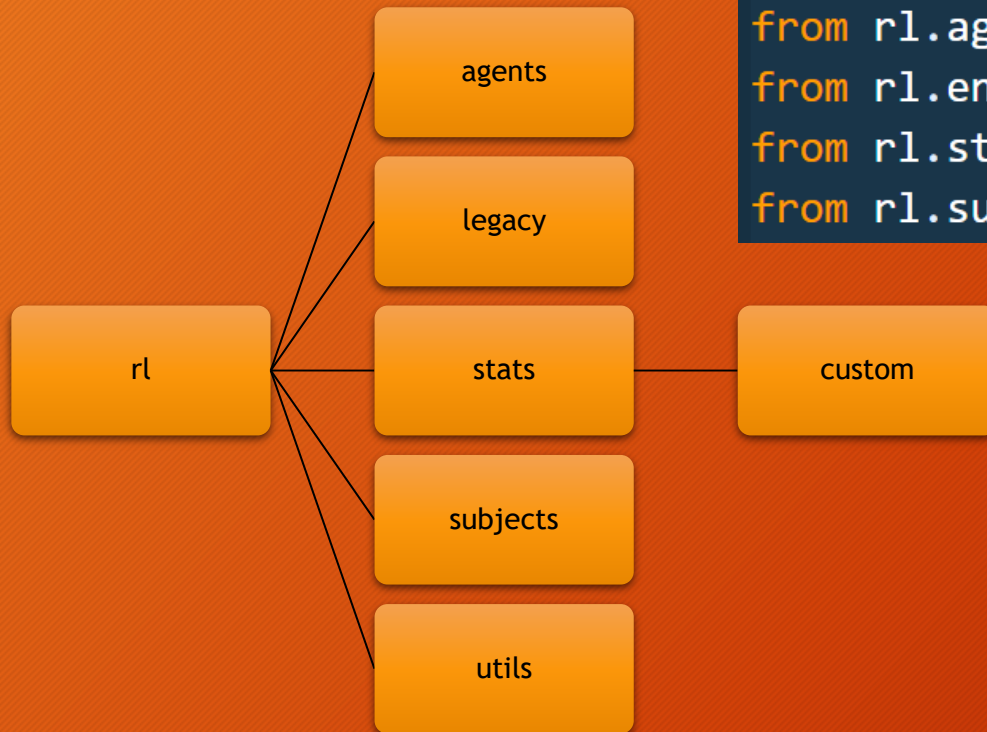 agents
from rl.ag
from rl.en
from rl.st
from rl.su
legacy
rl
stats
custom
subjects
utils